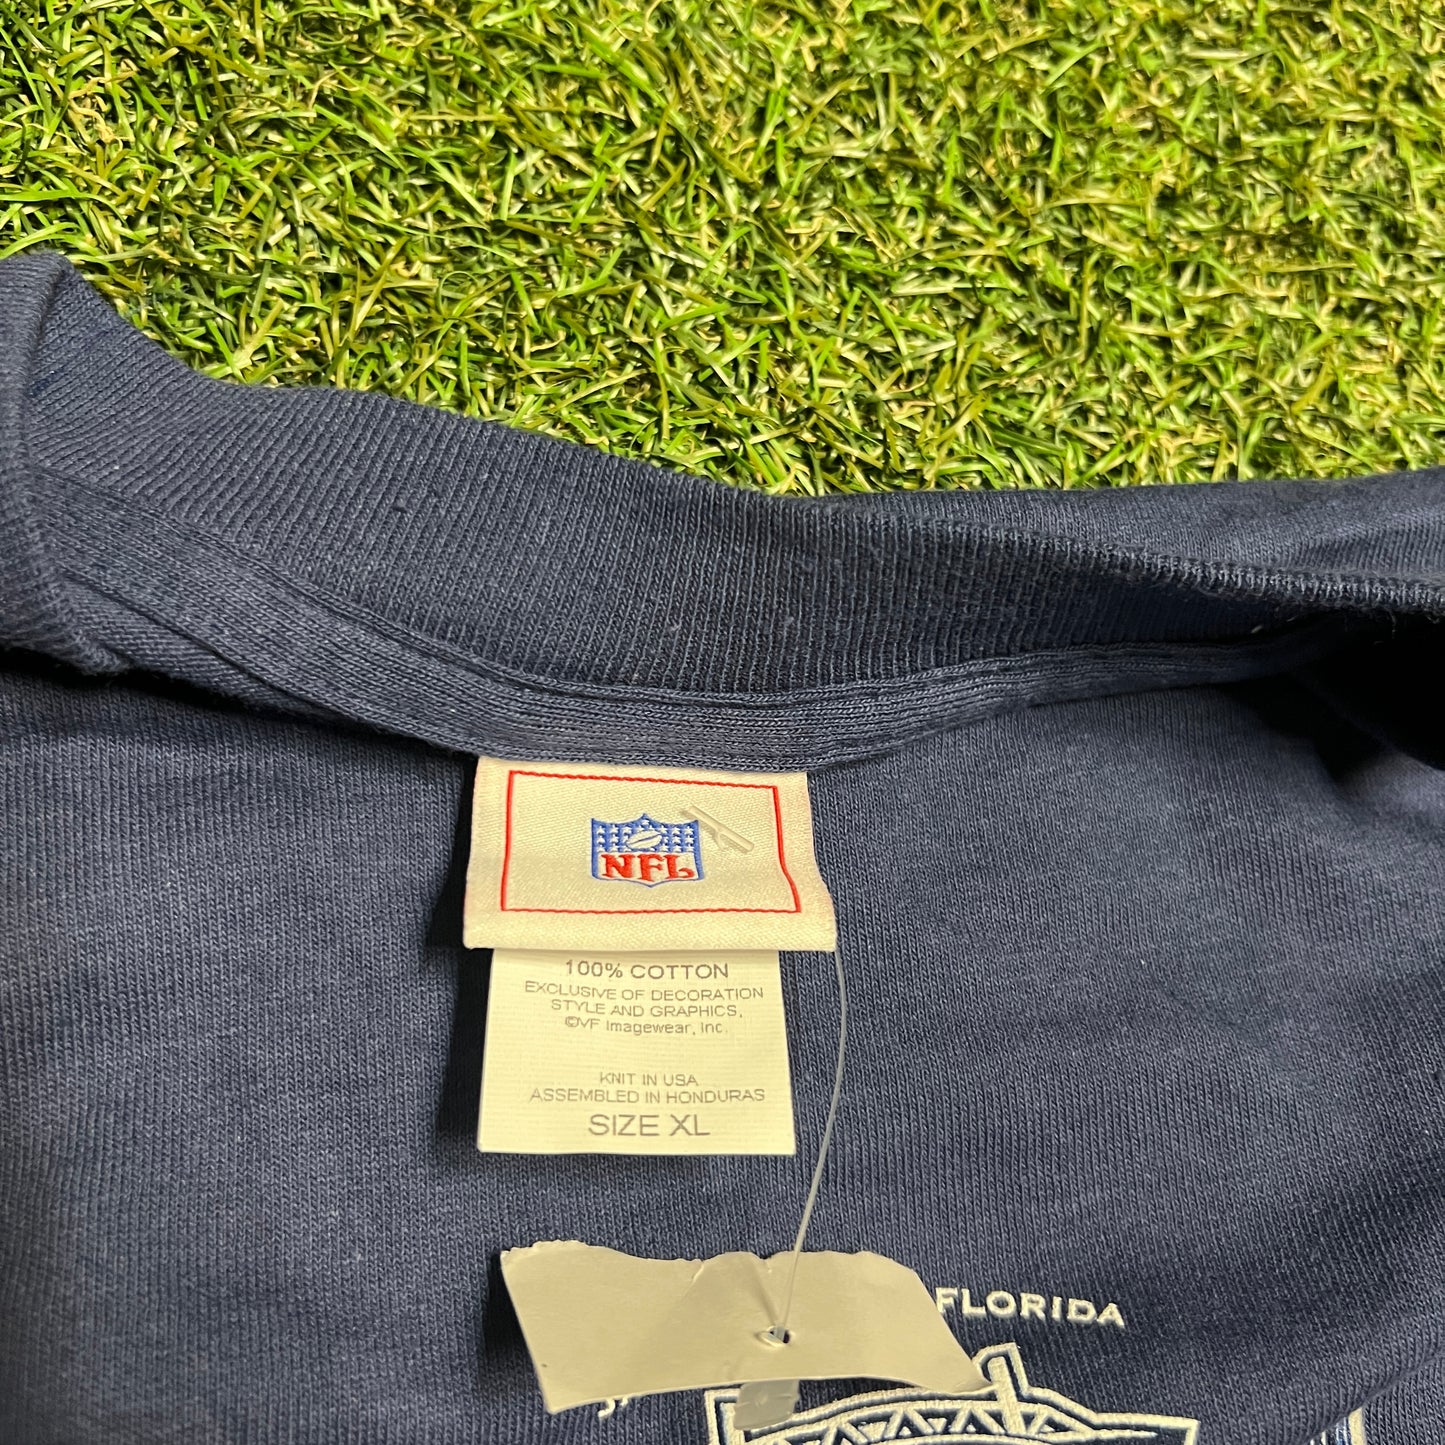 NFL
100% COTTON
EXCLUSIVE OF DECORATION
STYLE AND GRAPHICS.
©VF Imagewear, Inc.
KNIT IN USA
ASSEMBLED IN HONDURAS
SIZE XL
FLORIDA